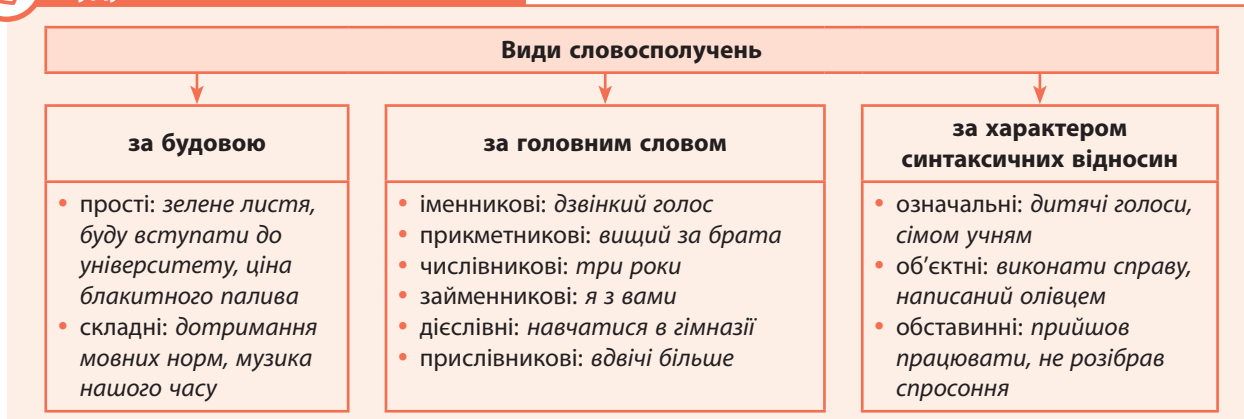 Види словосполучень
за будовою
• прості: зелене листя,
буду вступати до
університету, ціна
блакитного палива
• складні: дотримання
мовних норм, музика
нашого часу
за головним словом
• іменникові: дзвінкий голос
• прикметникові: вищий за брата
• числівникові: три роки
• займенникові: я з вами
• дієслівні: навчатися в гімназії
• прислівникові: вдвічі більше
за характером
синтаксичних відносин
• означальні: дитячі голоси,
сімом учням
• об’єктні: виконати справу,
написаний олівцем
• обставинні: прийшов
працювати, не розібрав
спросоння